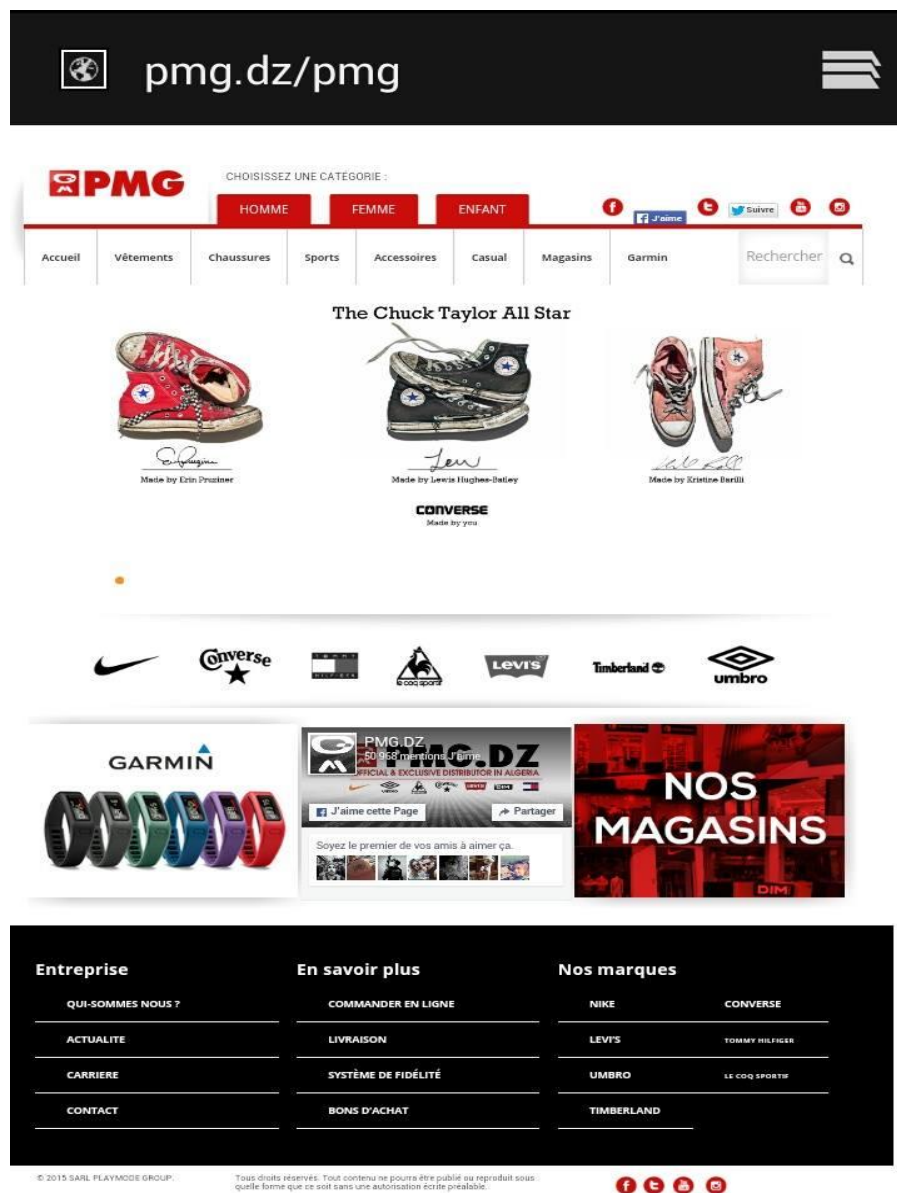 pmg.dz/pmg
PMG
CHOISISSEZ UNE CATÉGORIE :
HOMME FEMME ENFANT
J'aime Suivre
Accueil Vêtements Chaussures Sports Accessoires Casual Magasins Garmin Rechercher
The Chuck Taylor All Star
Made by Erin Pruziner Made by Lewis Hughes-Batley Made by Kristine Barilli
CONVERSE
Made by you
Converse le coq sportif LEVI'S Timberland umbro
GARMIN
PMG.DZ
50 968 mentions J'aime
PMG.DZ
OFFICIAL & EXCLUSIVE DISTRIBUTOR IN ALGERIA
J'aime cette Page Partager
Soyez le premier de vos amis à aimer ça.
NOS
MAGASINS
DIM
Entreprise En savoir plus Nos marques
QUI-SOMMES NOUS ? COMMANDER EN LIGNE NIKE CONVERSE
ACTUALITE LIVRAISON LEVI'S TOMMY HILFIGER
CARRIERE SYSTÈME DE FIDÉLITÉ UMBRO LE COQ SPORTIF
CONTACT BONS D'ACHAT TIMBERLAND
© 2015 SARL PLAYMODE GROUP. Tous droits réservés. Tout contenu ne pourra être publié ou reproduit sous
quelle forme que ce soit sans une autorisation écrite préalable.